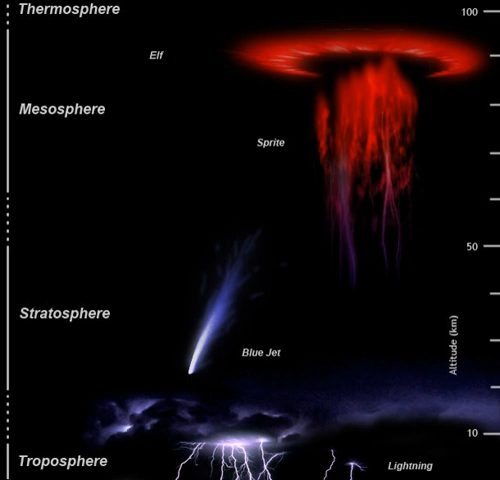 Thermosphere
100
Elf
Mesosphere
Sprite
50
Stratosphere
Altitude (km)
Blue Jet
10
Troposphere
Lightning